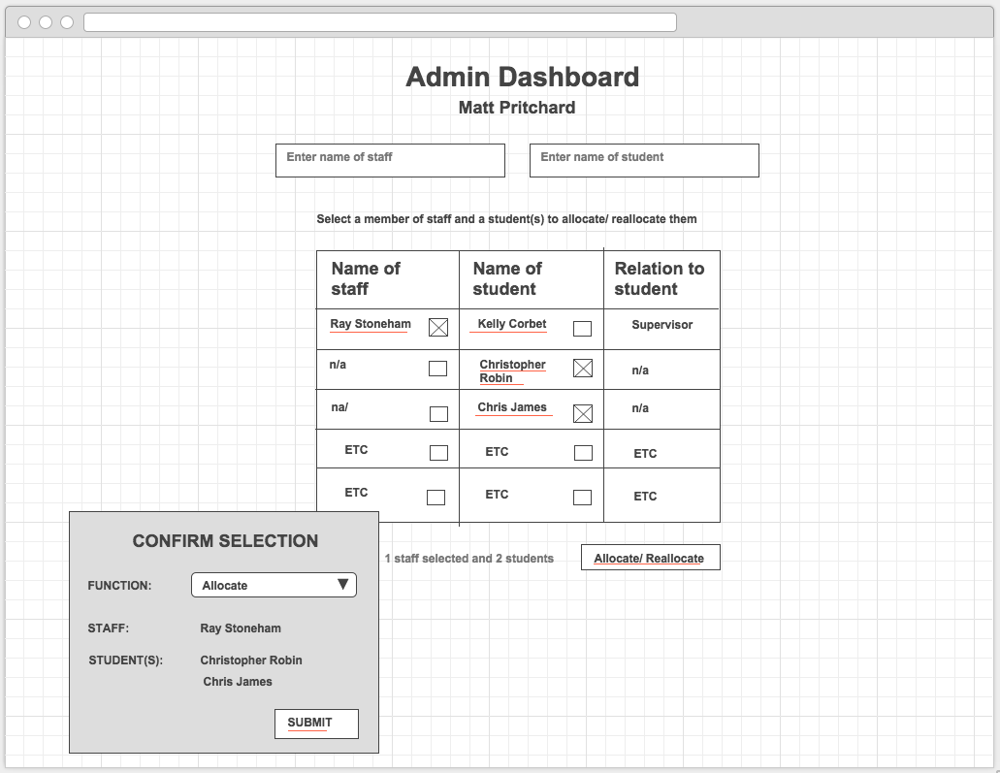 Admin Dashboard
Matt Pritchard
Enter name of staff
Enter name of student
Select a member of staff and a student(s) to allocate/ reallocate them
Name of
staff
Name of
student
Relation to
student
Ray Stoneham
Kelly Corbet
Supervisor
n/a
Christopher
Robin
n/a
na/
Chris James
n/a
ETC
ETC
ETC
ETC
ETC
ETC
1 staff selected and 2 students
Allocate/ Reallocate
CONFIRM SELECTION
FUNCTION:
Allocate
STAFF:
Ray Stoneham
STUDENT(S):
Christopher Robin
Chris James
SUBMIT